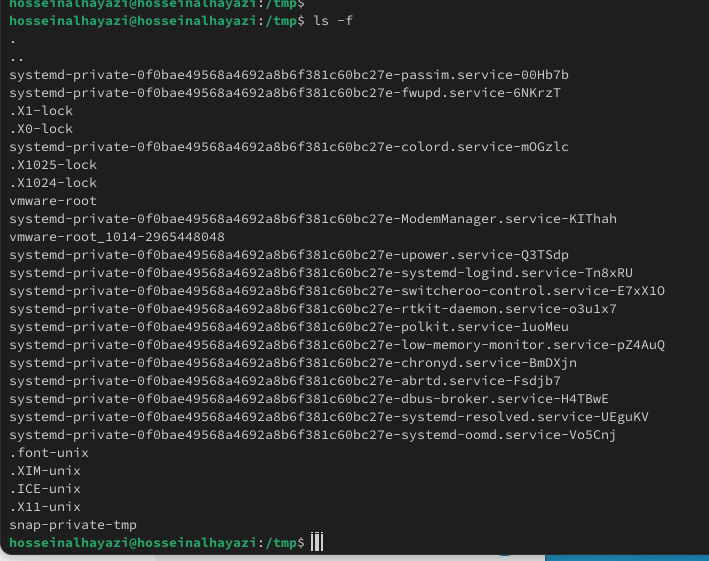 hosseinalhayazi@hosseinalhayazi:/tmp$
hosseinalhayazi@hosseinalhayazi:/tmp$ ls -f
.
..
systemd-private-0f0bae49568a4692a8b6f381c60bc27e-passim.service-00Hb7b
systemd-private-0f0bae49568a4692a8b6f381c60bc27e-fwupd.service-6NKrzT
.X1-lock
.X0-lock
systemd-private-0f0bae49568a4692a8b6f381c60bc27e-colord.service-mOGzlc
.X1025-lock
.X1024-lock
vmware-root
systemd-private-0f0bae49568a4692a8b6f381c60bc27e-ModemManager.service-KIThah
vmware-root_1014-2965448048
systemd-private-0f0bae49568a4692a8b6f381c60bc27e-upower.service-Q3TSdp
systemd-private-0f0bae49568a4692a8b6f381c60bc27e-systemd-logind.service-Tn8xRU
systemd-private-0f0bae49568a4692a8b6f381c60bc27e-switcheroo-control.service-E7xX1O
systemd-private-0f0bae49568a4692a8b6f381c60bc27e-rtkit-daemon.service-o3u1x7
systemd-private-0f0bae49568a4692a8b6f381c60bc27e-polkit.service-1uoMeu
systemd-private-0f0bae49568a4692a8b6f381c60bc27e-low-memory-monitor.service-pZ4AuQ
systemd-private-0f0bae49568a4692a8b6f381c60bc27e-chronyd.service-BmDXjn
systemd-private-0f0bae49568a4692a8b6f381c60bc27e-abrtd.service-Fsdjb7
systemd-private-0f0bae49568a4692a8b6f381c60bc27e-dbus-broker.service-H4TBwE
systemd-private-0f0bae49568a4692a8b6f381c60bc27e-systemd-resolved.service-UEguKV
systemd-private-0f0bae49568a4692a8b6f381c60bc27e-systemd-oomd.service-Vo5Cnj
.font-unix
.XIM-unix
.ICE-unix
.X11-unix
snap-private-tmp
hosseinalhayazi@hosseinalhayazi:/tmp$